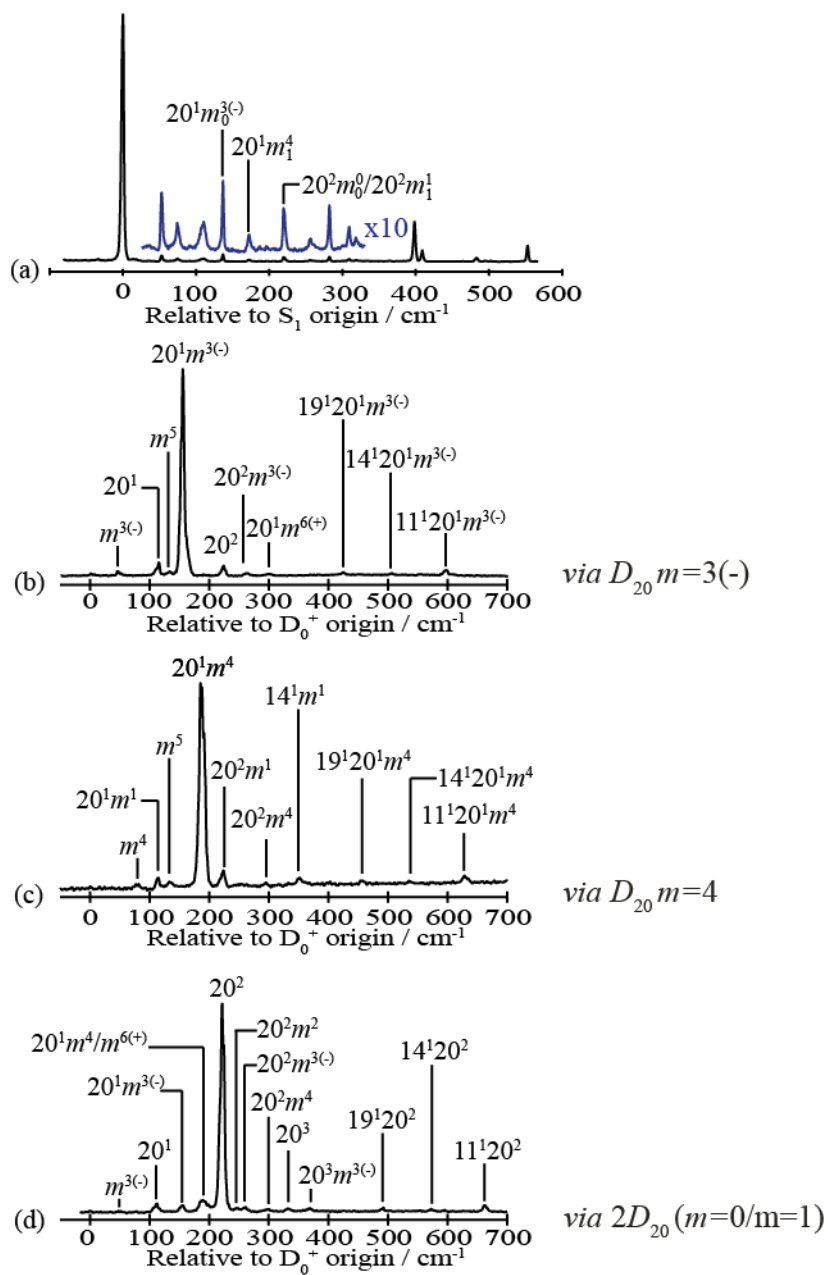 20¹m₀³⁽⁻⁾
20¹m₁⁴
20²m₀⁰/20²m₁¹
x10
(a)
0 100 200 300 400 500 600
Relative to S₁ origin / cm⁻¹
20¹m³⁽⁻⁾
19¹20¹m³⁽⁻⁾
m⁵
14¹20¹m³⁽⁻⁾
20²m³⁽⁻⁾
20¹
11¹20¹m³⁽⁻⁾
m³⁽⁻⁾
20²
20¹m⁶⁽⁺⁾
(b)
via D₂₀ m=3(-)
0 100 200 300 400 500 600 700
Relative to D₀⁺ origin / cm⁻¹
20¹m⁴
14¹m¹
m⁵
19¹20¹m⁴
20²m¹
14¹20¹m⁴
20¹m¹
20²m⁴
11¹20¹m⁴
m⁴
(c)
via D₂₀ m=4
0 100 200 300 400 500 600 700
Relative to D₀⁺ origin / cm⁻¹
20²
20¹m⁴/m⁶⁽⁺⁾
20²m²
14¹20²
20²m³⁽⁻⁾
20¹m³⁽⁻⁾
20²m⁴
19¹20²
20³
20¹
11¹20²
20³m³⁽⁻⁾
m³⁽⁻⁾
(d)
via 2D₂₀ (m=0/m=1)
0 100 200 300 400 500 600 700
Relative to D₀⁺ origin / cm⁻¹